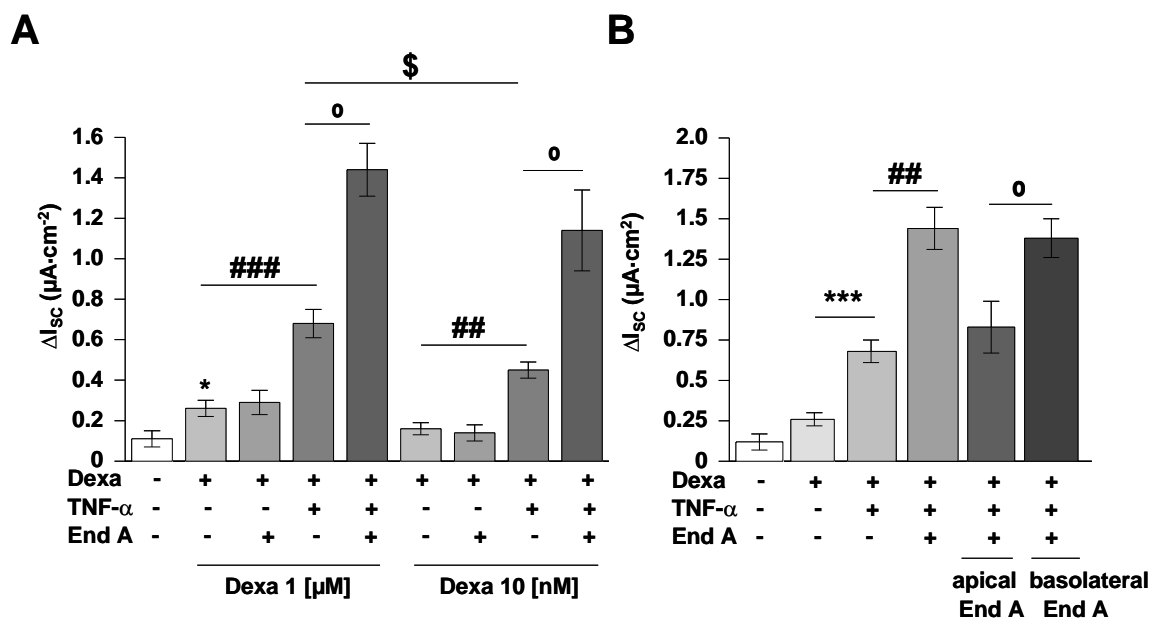 A
$
o
o
###
##
*
1.6
1.4
1.2
1.0
0.8
0.6
0.4
0.2
0
ΔISC (µA·cm-2)
Dexa - + + + + + + + +
TNF-α - - - + + - - + +
End A - - + - + - + - +
Dexa 1 [µM] Dexa 10 [nM]
B
##
o
***
2.0
1.75
1.5
1.25
1.0
0.75
0.5
0.25
0
ΔISC (µA·cm2)
Dexa - + + + + +
TNF-α - - + + + +
End A - - - + + +
apical basolateral
End A End A